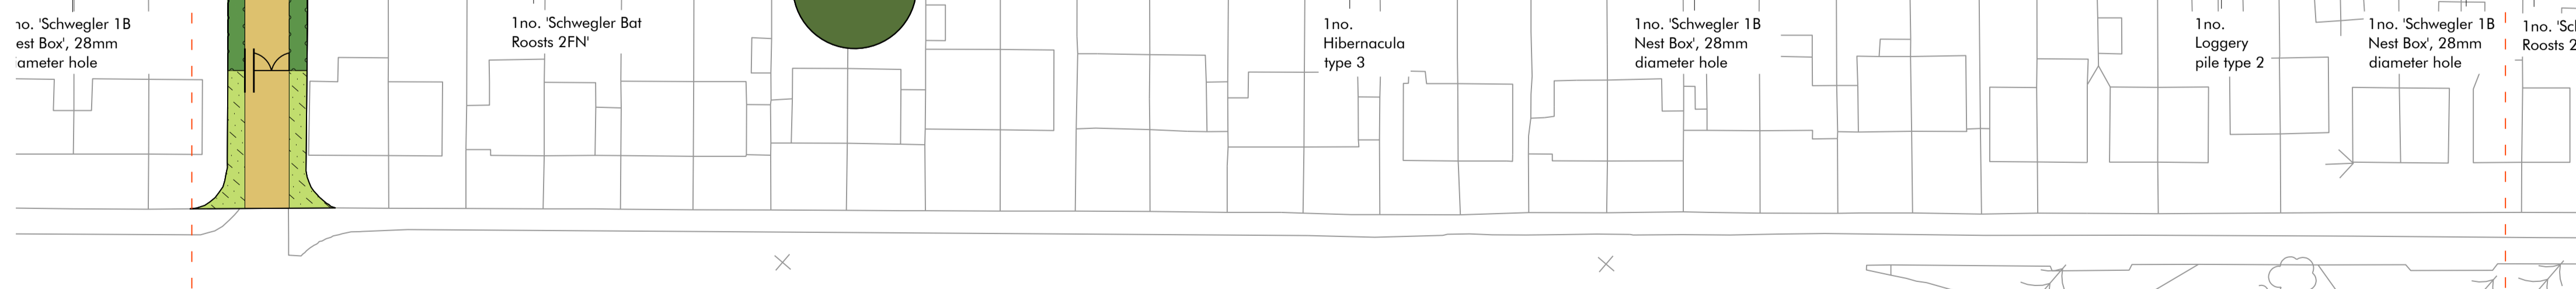 1no. 'Schwegler Bat
Roosts 2FN'
1no.
Hibernacula
type 3
1no. 'Schwegler 1B
Nest Box', 28mm
diameter hole
1no.
Loggery
pile type 2
1no. 'Schwegler 1B
Nest Box', 28mm
diameter hole
no. 'Schwegler 1B
est Box', 28mm
ameter hole
1no. 'Sc
Roosts 2